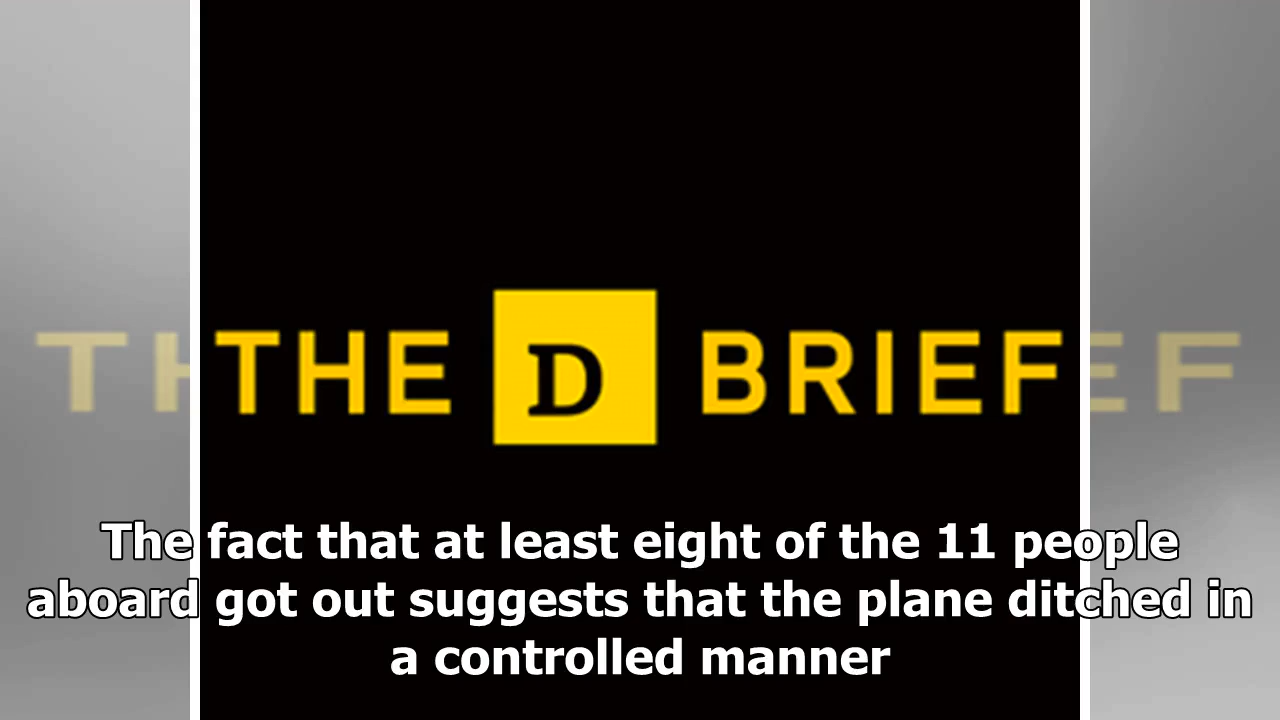 THE D BRIEF
The fact that at least eight of the 11 people
aboard got out suggests that the plane ditched in
a controlled manner